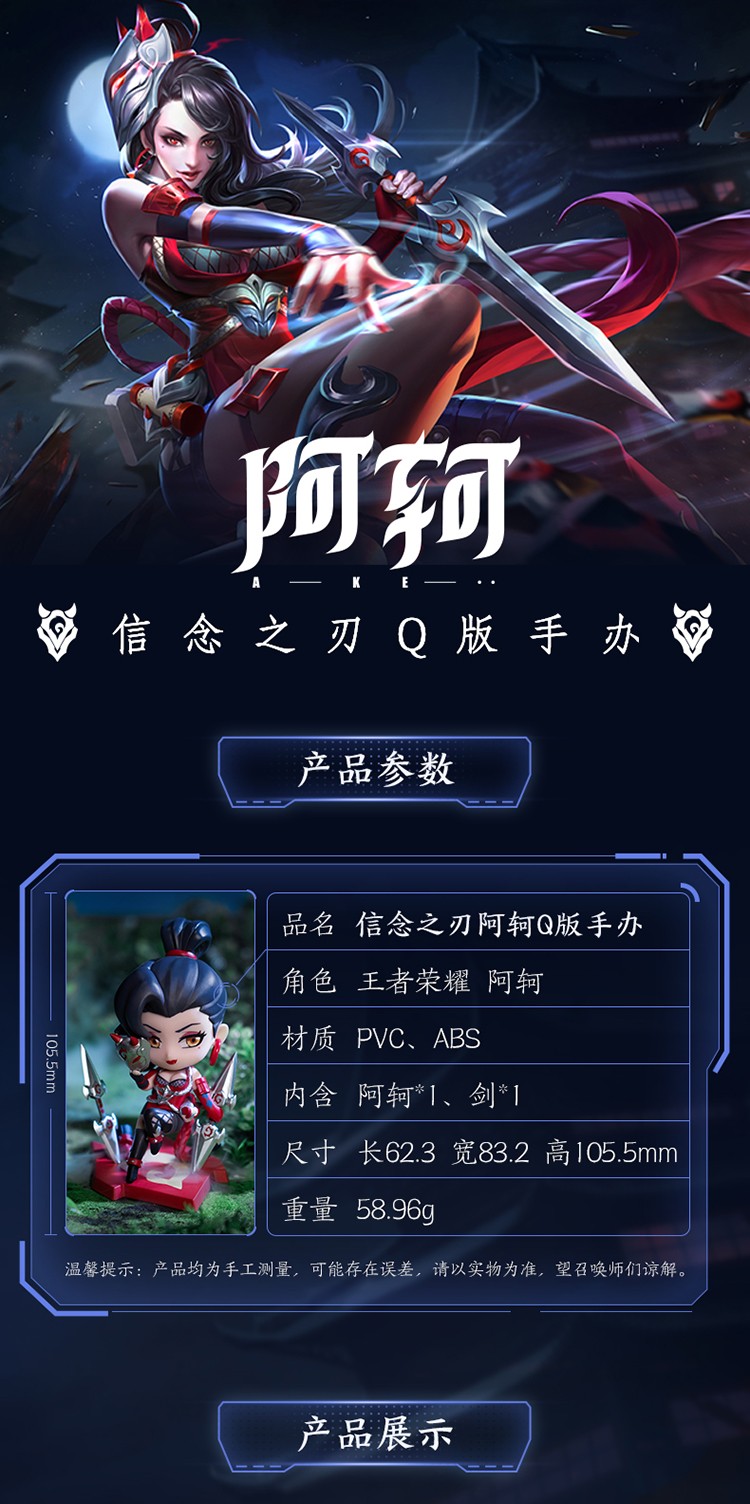 阿轲
A — K E — ··
信念之刃Q版手办
产品参数
品名 信念之刃阿轲Q版手办
角色 王者荣耀 阿轲
材质 PVC、ABS
内含 阿轲*1、剑*1
尺寸 长62.3 宽83.2 高105.5mm
重量 58.96g
105.5mm
温馨提示：产品均为手工测量，可能存在误差，请以实物为准，望召唤师们谅解。
产品展示